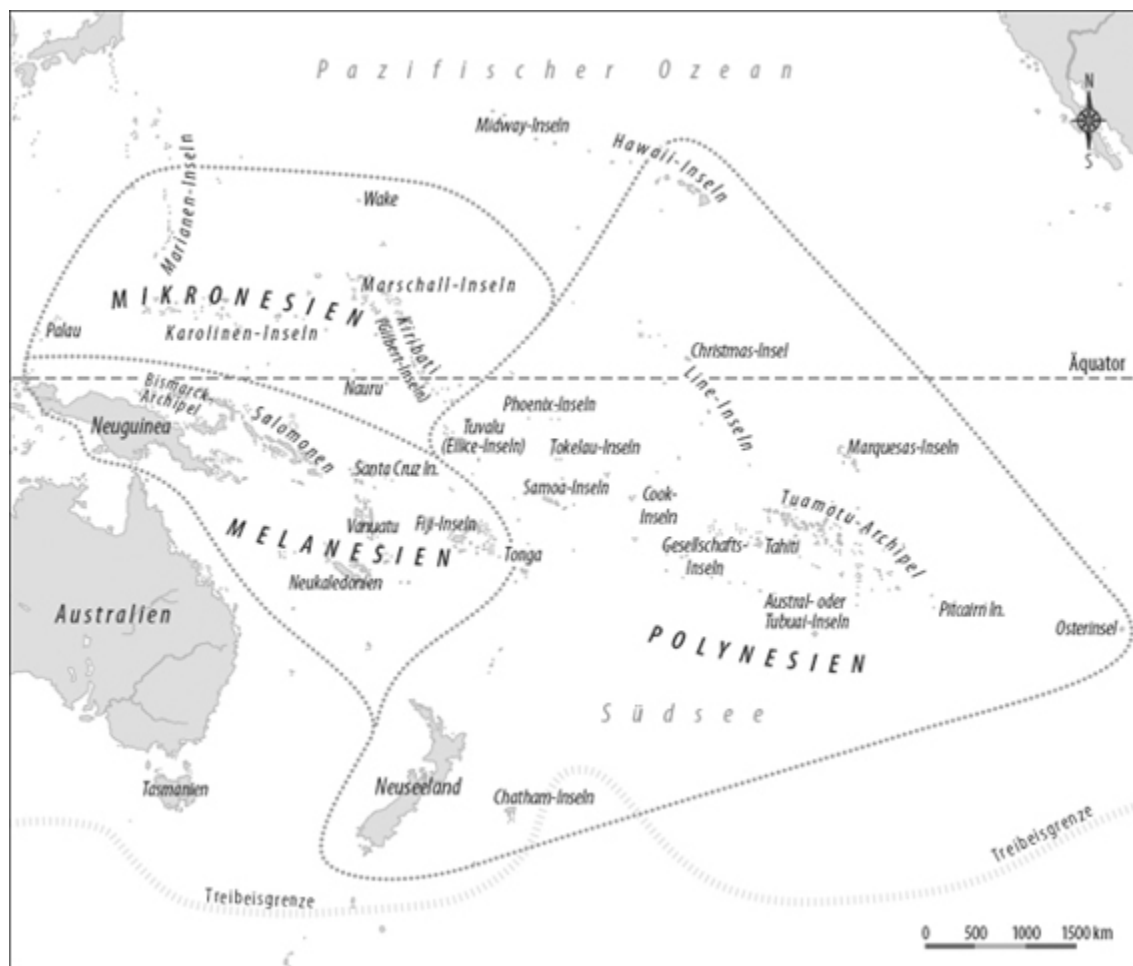 Pazifischer Ozean
N
S
Midway-Inseln
Hawaii-Inseln
Marianen-Inseln
Wake
MIKRONESIEN
Marschall-Inseln
Palau
Karolinen-Inseln
Kiribati
(Gilbert-Inseln)
Christmas-Insel
Äquator
Line-Inseln
Bismarck-
Archipel
Nauru
Phoenix-Inseln
Neuguinea
Salamonen
Tuvalu
(Ellice-Inseln)
Tokelau-Inseln
Marquesas-Inseln
Santa Cruz In.
Samoa-Inseln
Cook-
Inseln
Tuamotu-Archipel
Vanuatu
Fiji-Inseln
MELANESIEN
Tonga
Gesellschafts-
Inseln
Tahiti
Neukaledonien
Australien
Austral- oder
Tubuai-Inseln
Pitcairn In.
Osterinsel
POLYNESIEN
Südsee
Tasmanien
Neuseeland
Chatham-Inseln
Treibeisgrenze
Treibeisgrenze
0 500 1000 1500 km